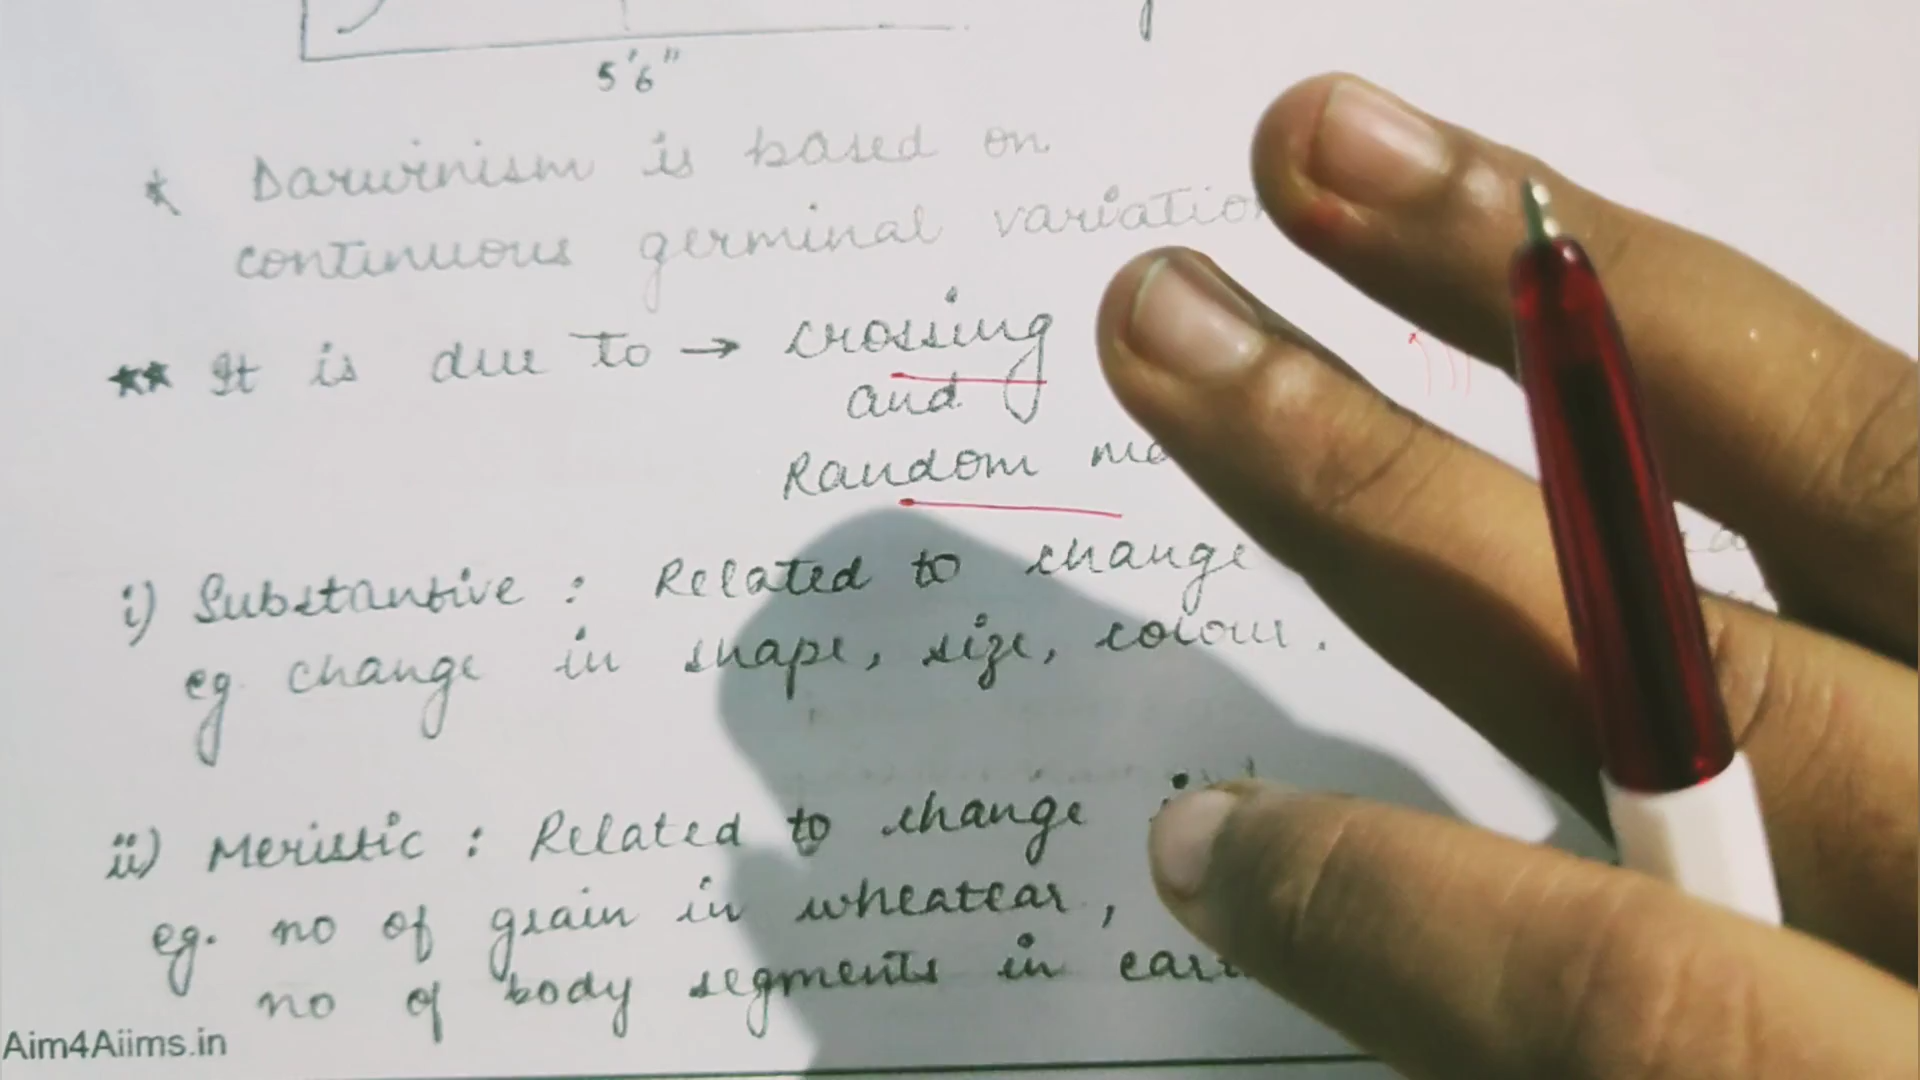 5'6"
* Darwinism is based on
continuous germinal variation
** It is due to → crossing
and
Random
i) Substantive : Related to change
eg change in shape, size, colour.
ii) Meristic : Related to change
eg. no of grain in wheatear,
no of body segments in
Aim4Aiims.in